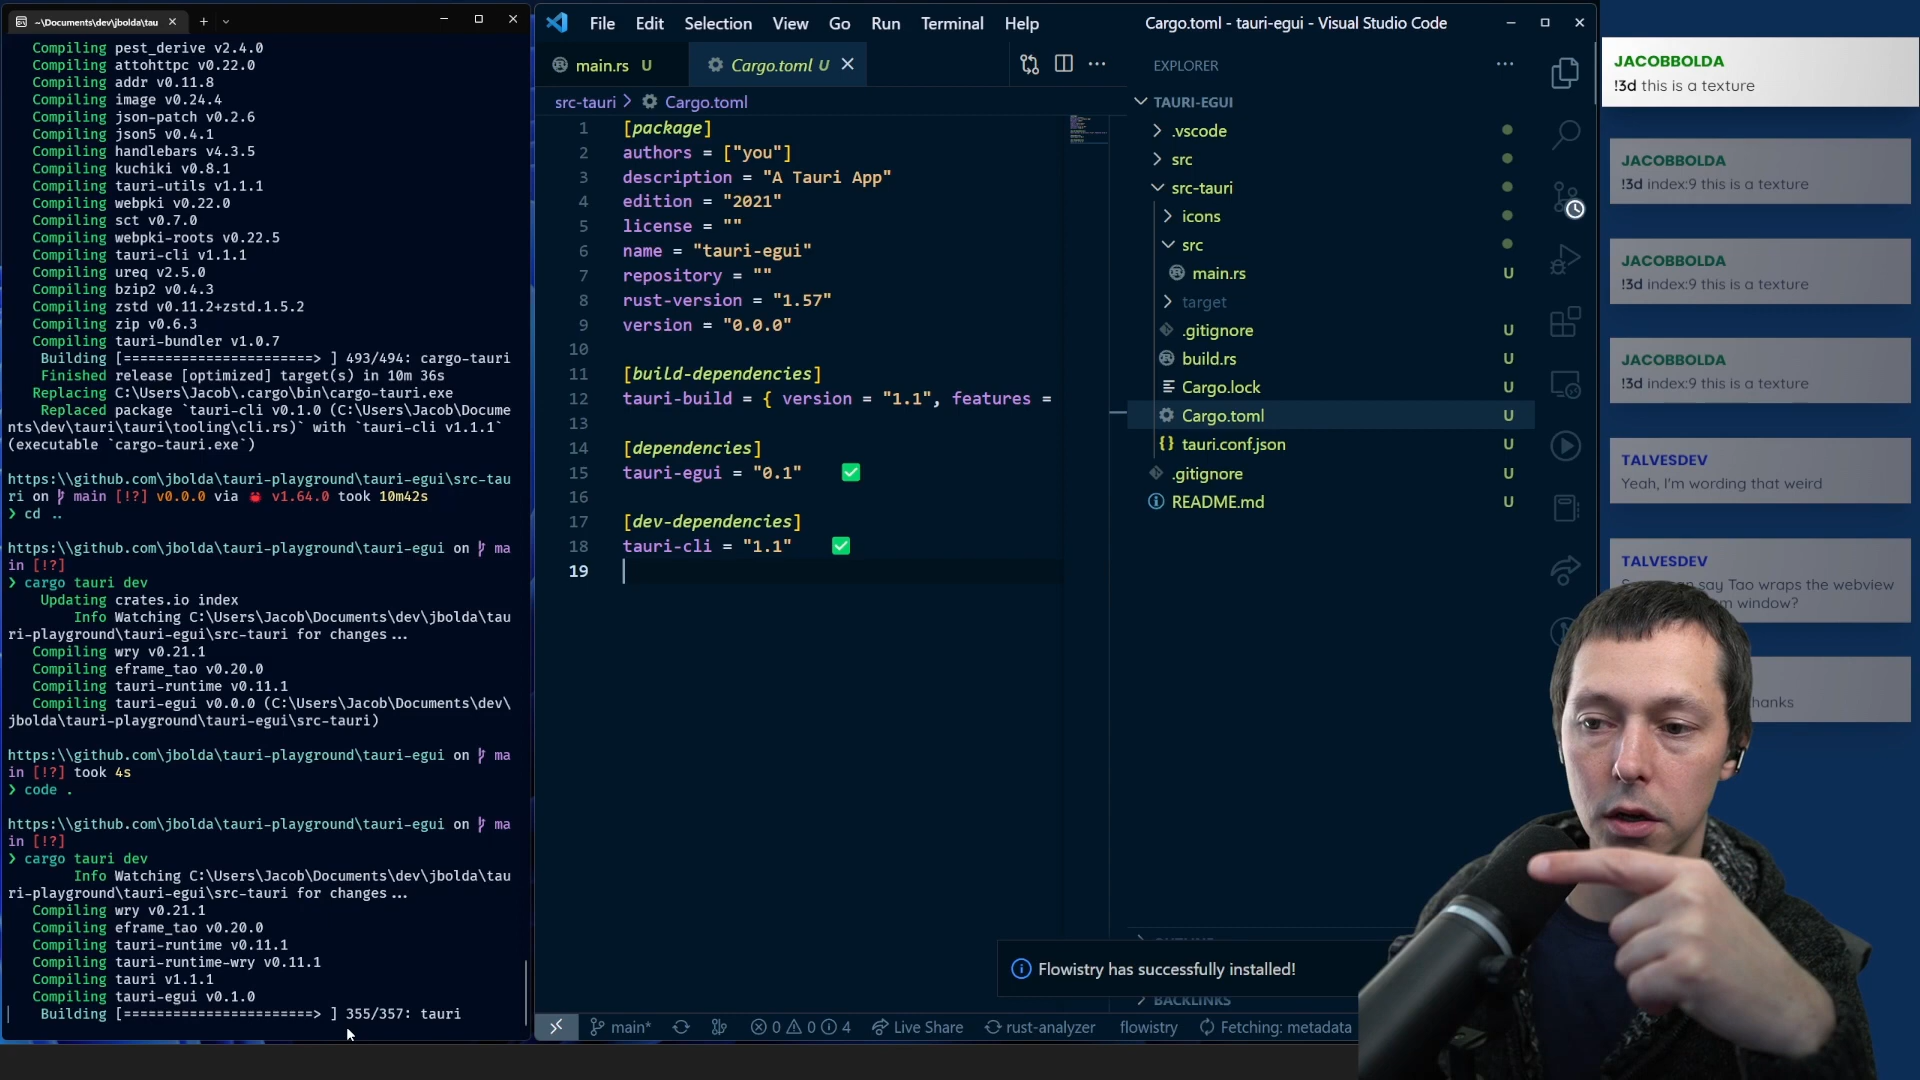 ~\Documents\dev\jbolda\tau
Compiling pest_derive v2.4.0
Compiling attohttpc v0.22.0
Compiling addr v0.11.8
Compiling image v0.24.4
Compiling json-patch v0.2.6
Compiling json5 v0.4.1
Compiling handlebars v4.3.5
Compiling kuchiki v0.8.1
Compiling tauri-utils v1.1.1
Compiling webpki v0.22.0
Compiling sct v0.7.0
Compiling webpki-roots v0.22.5
Compiling tauri-cli v1.1.1
Compiling ureq v2.5.0
Compiling bzip2 v0.4.3
Compiling zstd v0.11.2+zstd.1.5.2
Compiling zip v0.6.3
Compiling tauri-bundler v1.0.7
Building [=======================> ] 493/494: cargo-tauri
Finished release [optimized] target(s) in 10m 36s
Replacing C:\Users\Jacob\.cargo\bin\cargo-tauri.exe
Replaced package `tauri-cli v0.1.0 (C:\Users\Jacob\Docume
nts\dev\tauri\tauri\tooling\cli.rs)` with `tauri-cli v1.1.1`
(executable `cargo-tauri.exe`)
https:\\github.com\jbolda\tauri-playground\tauri-egui\src-tau
ri on main [!?] v0.0.0 via v1.64.0 took 10m42s
❯ cd ..
https:\\github.com\jbolda\tauri-playground\tauri-egui on ma
in [!?]
❯ cargo tauri dev
Updating crates.io index
Info Watching C:\Users\Jacob\Documents\dev\jbolda\tau
ri-playground\tauri-egui\src-tauri for changes...
Compiling wry v0.21.1
Compiling eframe_tao v0.20.0
Compiling tauri-runtime v0.11.1
Compiling tauri-egui v0.0.0 (C:\Users\Jacob\Documents\dev\
jbolda\tauri-playground\tauri-egui\src-tauri)
https:\\github.com\jbolda\tauri-playground\tauri-egui on ma
in [!?] took 4s
❯ code .
https:\\github.com\jbolda\tauri-playground\tauri-egui on ma
in [!?]
❯ cargo tauri dev
Info Watching C:\Users\Jacob\Documents\dev\jbolda\tau
ri-playground\tauri-egui\src-tauri for changes...
Compiling wry v0.21.1
Compiling eframe_tao v0.20.0
Compiling tauri-runtime v0.11.1
Compiling tauri-runtime-wry v0.11.1
Compiling tauri v1.1.1
Compiling tauri-egui v0.1.0
Building [=======================> ] 355/357: tauri
File Edit Selection View Go Run Terminal Help
Cargo.toml - tauri-egui - Visual Studio Code
main.rs U
Cargo.toml U
src-tauri > Cargo.toml
1 [package]
2 authors = ["you"]
3 description = "A Tauri App"
4 edition = "2021"
5 license = ""
6 name = "tauri-egui"
7 repository = ""
8 rust-version = "1.57"
9 version = "0.0.0"
10
11 [build-dependencies]
12 tauri-build = { version = "1.1", features =
13
14 [dependencies]
15 tauri-egui = "0.1" ✅
16
17 [dev-dependencies]
18 tauri-cli = "1.1" ✅
19
EXPLORER
TAURI-EGUI
.vscode
src
src-tauri
icons
src
main.rs U
target
.gitignore U
build.rs U
Cargo.lock U
Cargo.toml U
tauri.conf.json U
.gitignore U
README.md U
Flowistry has successfully installed!
BACKLINKS
main* 0 0 4 Live Share rust-analyzer flowistry Fetching: metadata
JACOBBOLDA
!3d this is a texture
JACOBBOLDA
!3d index:9 this is a texture
JACOBBOLDA
!3d index:9 this is a texture
JACOBBOLDA
!3d index:9 this is a texture
TALVESDEV
Yeah, I'm wording that weird
TALVESDEV
say Tao wraps the webview
window?
hanks